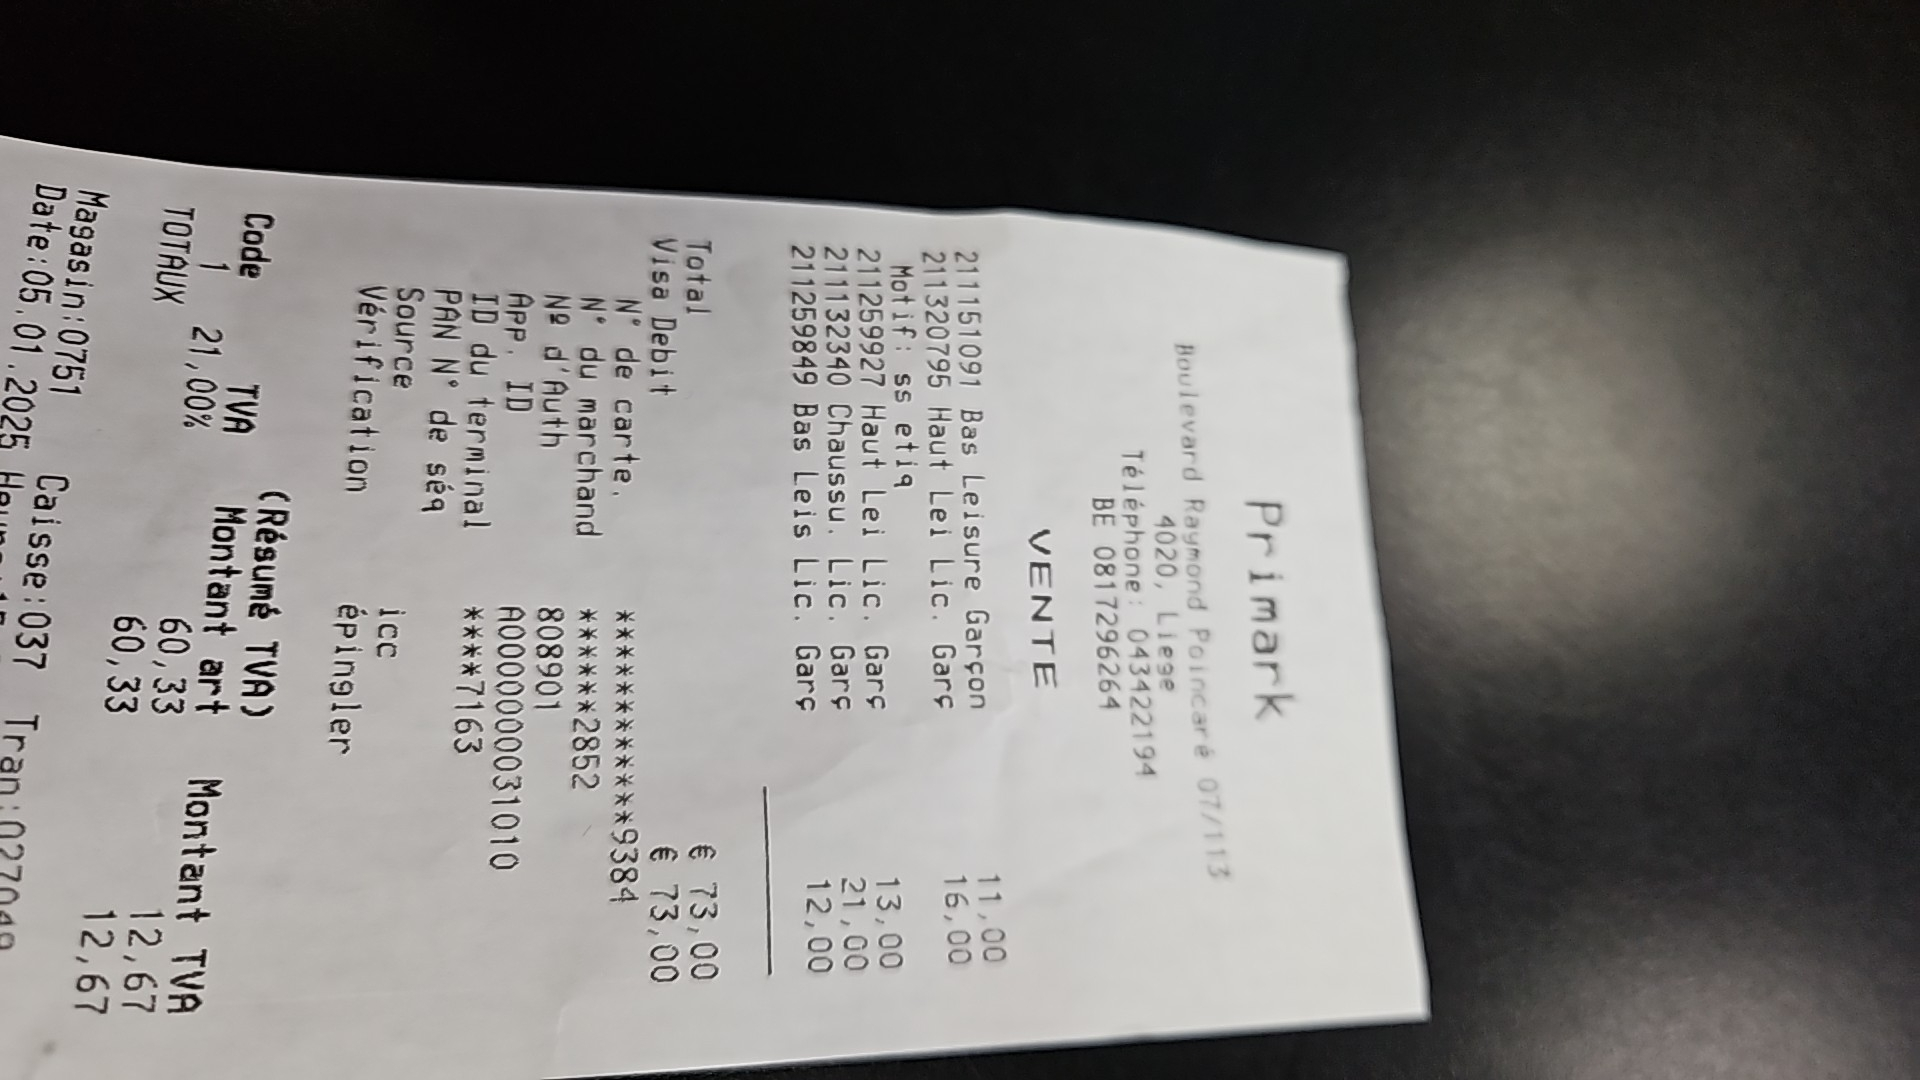 Primark
Boulevard Raymond Poincaré 07/113
4020, Liege
Téléphone: 043422194
BE 0817296264
VENTE
211151091 Bas Leisure Garçon 11,00
211320795 Haut Lei Lic. Garç 16,00
Motif: ss etiq
211259927 Haut Lei Lic. Garç 13,00
211132340 Chaussu. Lic. Garç 21,00
211259849 Bas Leis Lic. Garç 12,00
Total € 73,00
Visa Debit € 73,00
N° de carte. ************9384
N° du marchand ******2852
Nº d'Auth 808901
App. ID A0000000031010
ID du terminal ****7163
PAN N° de séq
Source icc
Vérification épingler
(Résumé TVA)
Code TVA Montant art Montant TVA
1 21,00% 60,33 12,67
TOTAUX 60,33 12,67
Magasin:0751 Caisse:037 Tran:027049
Date:05.01.2025